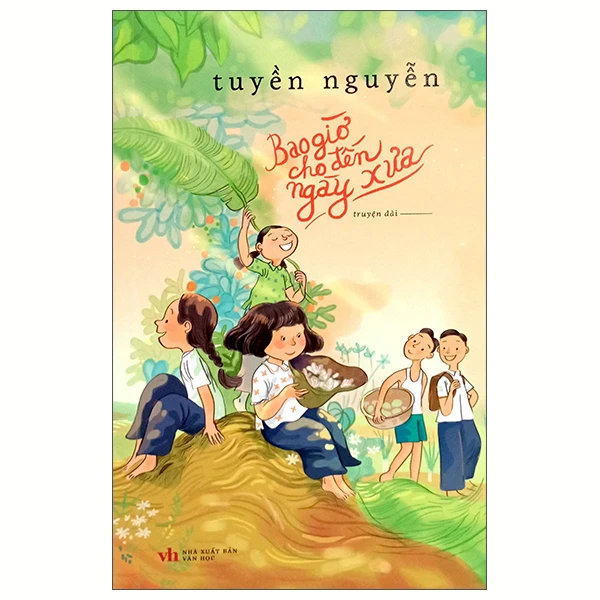 tuyền nguyễn
Bao giờ
cho đến
ngày xưa
truyện dài
vh NHÀ XUẤT BẢN
VĂN HỌC